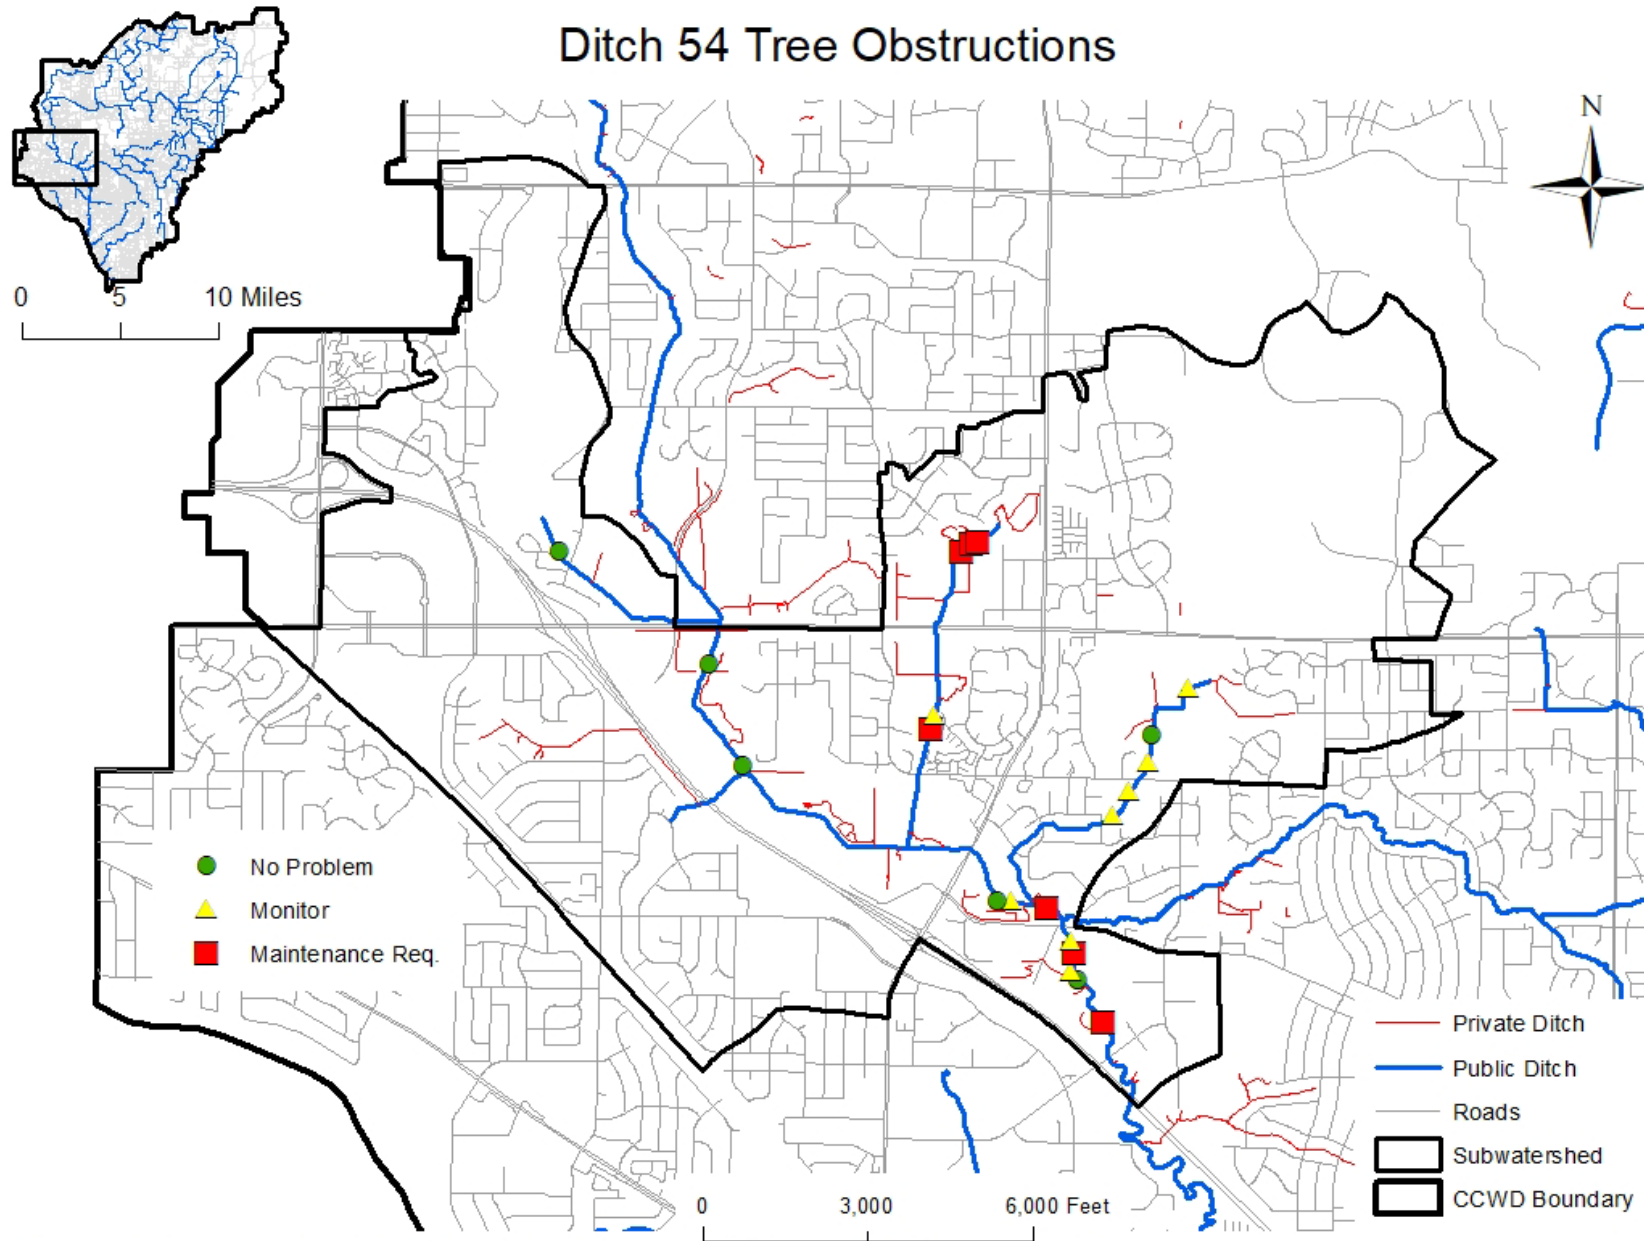 Ditch 54 Tree Obstructions
N
0 5 10 Miles
No Problem
Monitor
Maintenance Req.
Private Ditch
Public Ditch
Roads
Subwatershed
CCWD Boundary
0 3,000 6,000 Feet